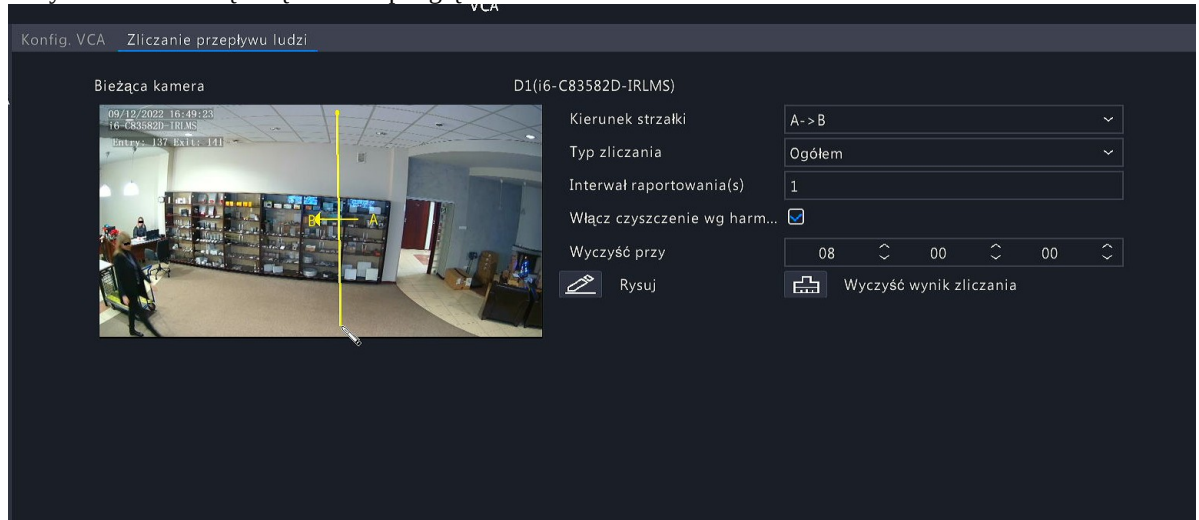 VCA
Konfig. VCA Zliczanie przepływu ludzi
Bieżąca kamera D1(i6-C83582D-IRLMS)
09/12/2022 16:49:23
i6-C83582D-IRLMS
Entry: 137 Exit: 141
B A
Kierunek strzałki A->B
Typ zliczania Ogółem
Interwał raportowania(s) 1
Włącz czyszczenie wg harm...
Wyczyść przy 08 00 00
Rysuj Wyczyść wynik zliczania